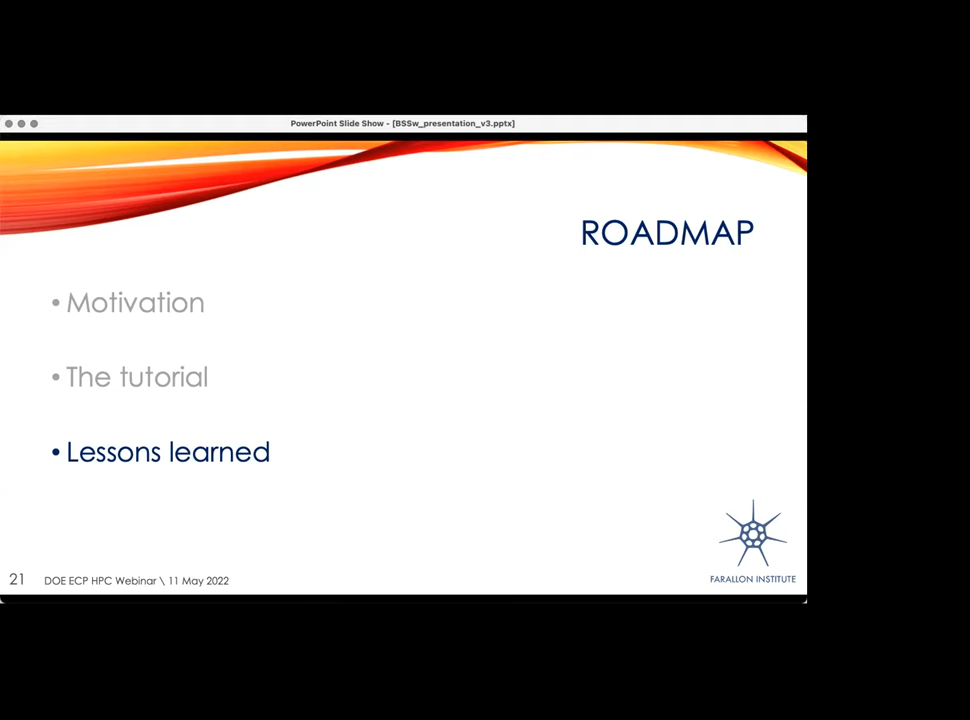 PowerPoint Slide Show - [BSSw_presentation_v3.pptx]
ROADMAP
• Motivation
• The tutorial
• Lessons learned
FARALLON INSTITUTE
21 DOE ECP HPC Webinar \ 11 May 2022